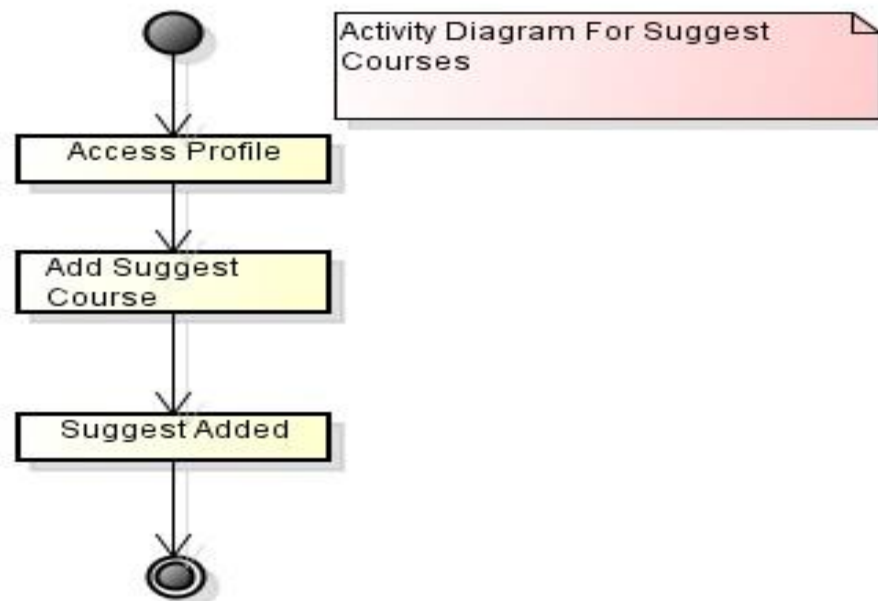 Activity Diagram For Suggest
Courses
Access Profile
Add Suggest
Course
Suggest Added